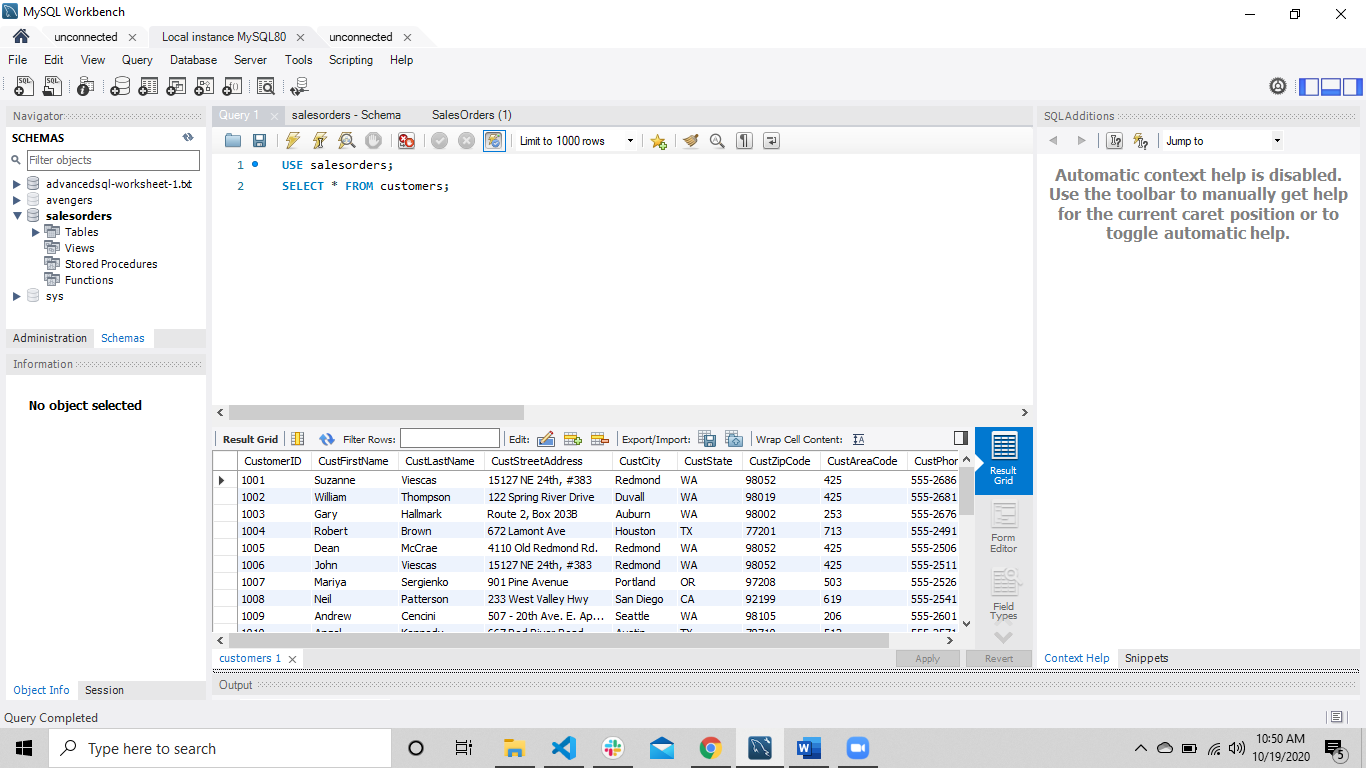 MySQL Workbench
unconnected Local instance MySQL80 unconnected
File Edit View Query Database Server Tools Scripting Help
Navigator
SCHEMAS
Filter objects
advancedsql-worksheet-1.txt
avengers
salesorders
Tables
Views
Stored Procedures
Functions
sys
Administration Schemas
Information
No object selected
Object Info Session
Query 1 salesorders - Schema SalesOrders (1)
Limit to 1000 rows
1 USE salesorders;
2 SELECT * FROM customers;
Result Grid Filter Rows: Edit: Export/Import: Wrap Cell Content:
CustomerID CustFirstName CustLastName CustStreetAddress CustCity CustState CustZipCode CustAreaCode CustPhon
1001 Suzanne Viescas 15127 NE 24th, #383 Redmond WA 98052 425 555-2686
1002 William Thompson 122 Spring River Drive Duvall WA 98019 425 555-2681
1003 Gary Hallmark Route 2, Box 203B Auburn WA 98002 253 555-2676
1004 Robert Brown 672 Lamont Ave Houston TX 77201 713 555-2491
1005 Dean McCrae 4110 Old Redmond Rd. Redmond WA 98052 425 555-2506
1006 John Viescas 15127 NE 24th, #383 Redmond WA 98052 425 555-2511
1007 Mariya Sergienko 901 Pine Avenue Portland OR 97208 503 555-2526
1008 Neil Patterson 233 West Valley Hwy San Diego CA 92199 619 555-2541
1009 Andrew Cencini 507 - 20th Ave. E. Ap... Seattle WA 98105 206 555-2601
Result
Grid
Form
Editor
Field
Types
customers 1 Apply Revert
Output
SQLAdditions
Jump to
Automatic context help is disabled.
Use the toolbar to manually get help
for the current caret position or to
toggle automatic help.
Context Help Snippets
Query Completed
Type here to search
10:50 AM
10/19/2020
5